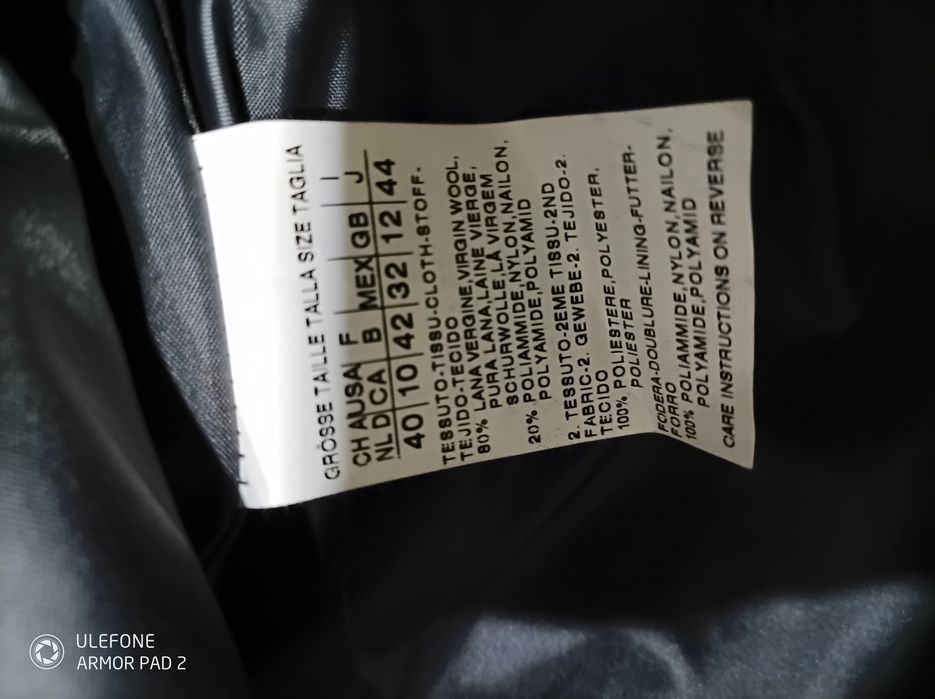 GRÖSSE TAILLE TALLA SIZE TAGLIA
CH A USA F MEX GB I J
NL D CA B
40 10 42 32 12 44
TESSUTO-TISSU-CLOTH-STOFF-
TEJIDO-TECIDO
80% LANA VERGINE,VIRGIN WOOL,
PURA LANA,LAINE VIERGE,
SCHURWOLLE,LÃ VIRGEM
20% POLIAMMIDE,NYLON,NAILON,
POLYAMIDE,POLYAMID
2. TESSUTO-2EME TISSU-2ND
FABRIC-2. GEWEBE-2. TEJIDO-2.
TECIDO
100% POLIESTERE,POLYESTER,
POLIESTER
FODERA-DOUBLURE-LINING-FUTTER-
FORRO
100% POLIAMMIDE,NYLON,NAILON,
POLYAMIDE,POLYAMID
CARE INSTRUCTIONS ON REVERSE
ULEFONE
ARMOR PAD 2